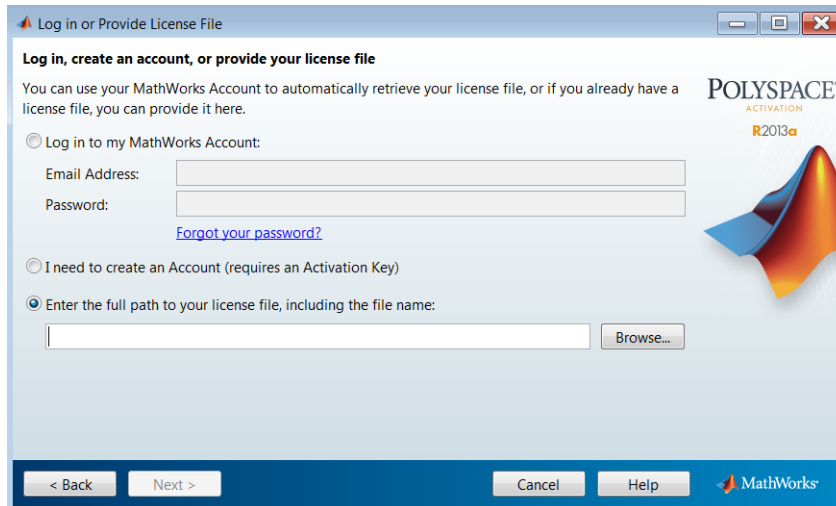 Log in or Provide License File
Log in, create an account, or provide your license file
You can use your MathWorks Account to automatically retrieve your license file, or if you already have a
license file, you can provide it here.
POLYSPACE
ACTIVATION
R2013a
Log in to my MathWorks Account:
Email Address:
Password:
Forgot your password?
I need to create an Account (requires an Activation Key)
Enter the full path to your license file, including the file name:
Browse...
< Back
Next >
Cancel
Help
MathWorks